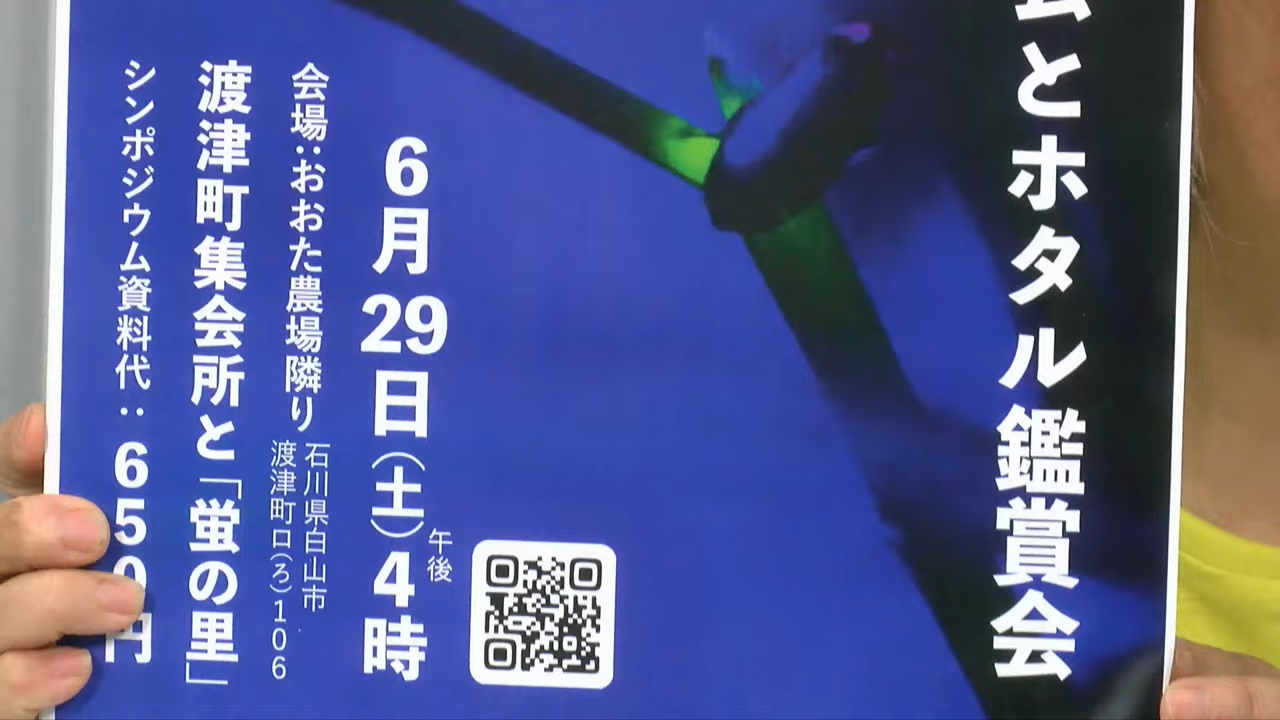 会とホタル鑑賞会
午後
6月29日(土)4時
会場:おおた農場隣り
石川県白山市
渡津町ロ(ろ)106
渡津町集会所と「蛍の里」
シンポジウム資料代:650円